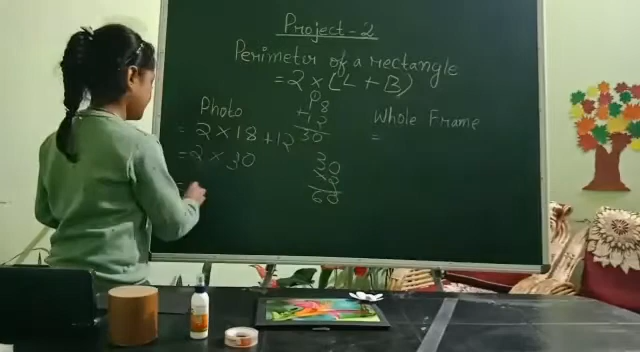 Project-2
Perimeter of a rectangle
= 2 × (L + B)
Photo
= 2 × 18 + 12
= 2 × 30
=
18
+12
30
30
×2
60
Whole Frame
=